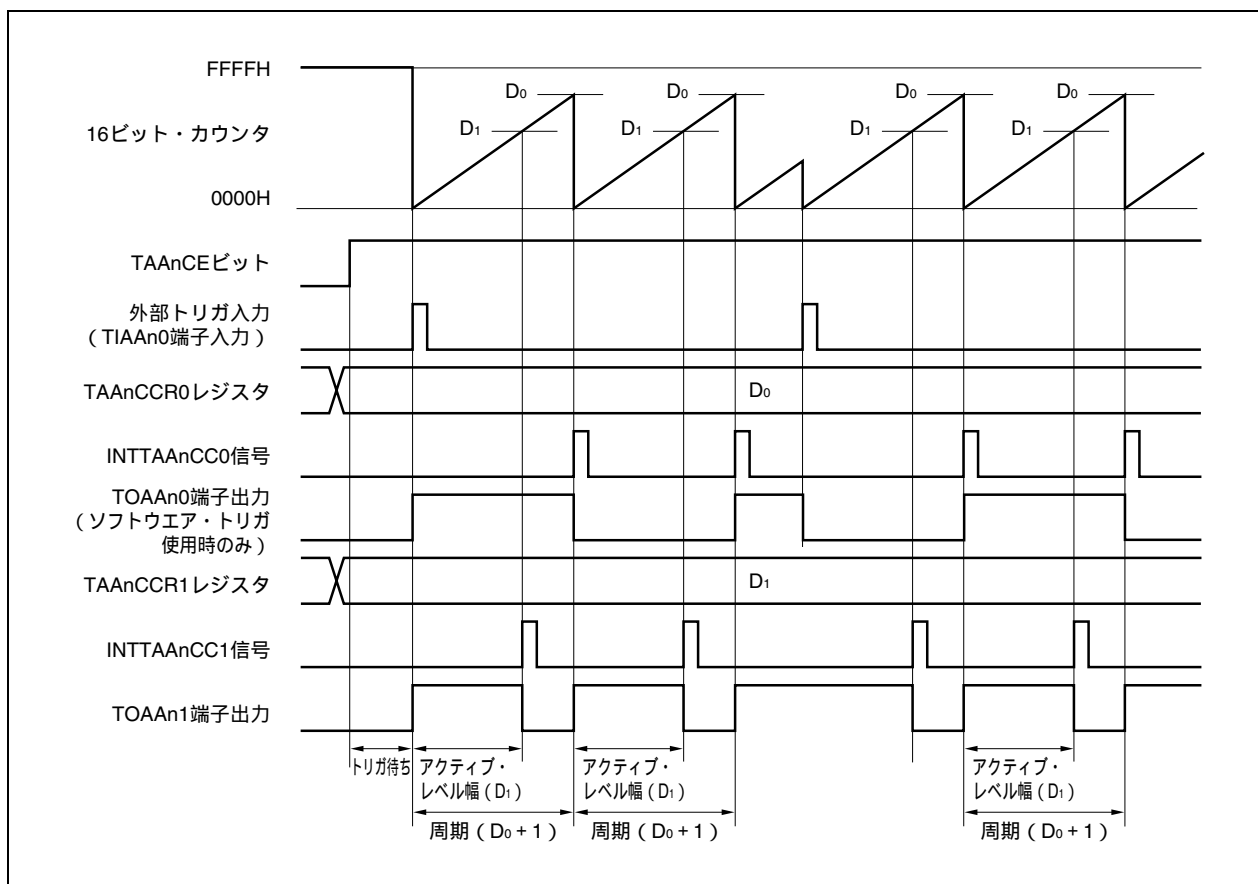 FFFFH
D0
D0
D0
D0
16ビット・カウンタ
D1
D1
D1
D1
0000H
TAAnCEビット
外部トリガ入力
(TIAAn0端子入力)
TAAnCCR0レジスタ
D0
INTTAAnCC0信号
TOAAn0端子出力
(ソフトウエア・トリガ
使用時のみ)
TAAnCCR1レジスタ
D1
INTTAAnCC1信号
TOAAn1端子出力
トリガ待ち
アクティブ・
レベル幅(D1)
アクティブ・
レベル幅(D1)
アクティブ・
レベル幅(D1)
周期(D0+1)
周期(D0+1)
周期(D0+1)